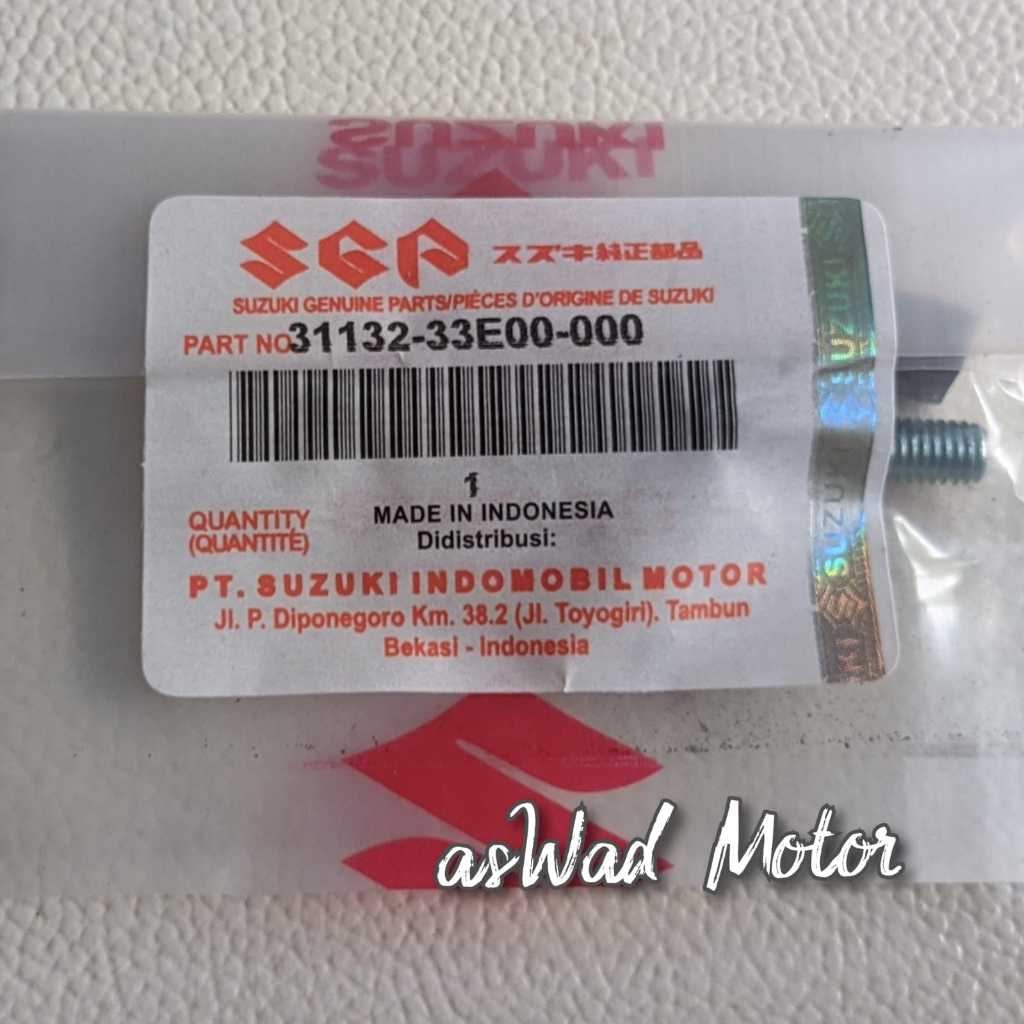 SUZUKI
SUZUKI
SGP スズキ純正部品
SUZUKI GENUINE PARTS/PIÈCES D'ORIGINE DE SUZUKI
PART NO 31132-33E00-000
1
QUANTITY MADE IN INDONESIA
(QUANTITÉ) Didistribusi:
PT. SUZUKI INDOMOBIL MOTOR
Jl. P. Diponegoro Km. 38.2 (Jl. Toyogiri). Tambun
Bekasi - Indonesia
SUZUKI
SUZUKI
asWad Motor